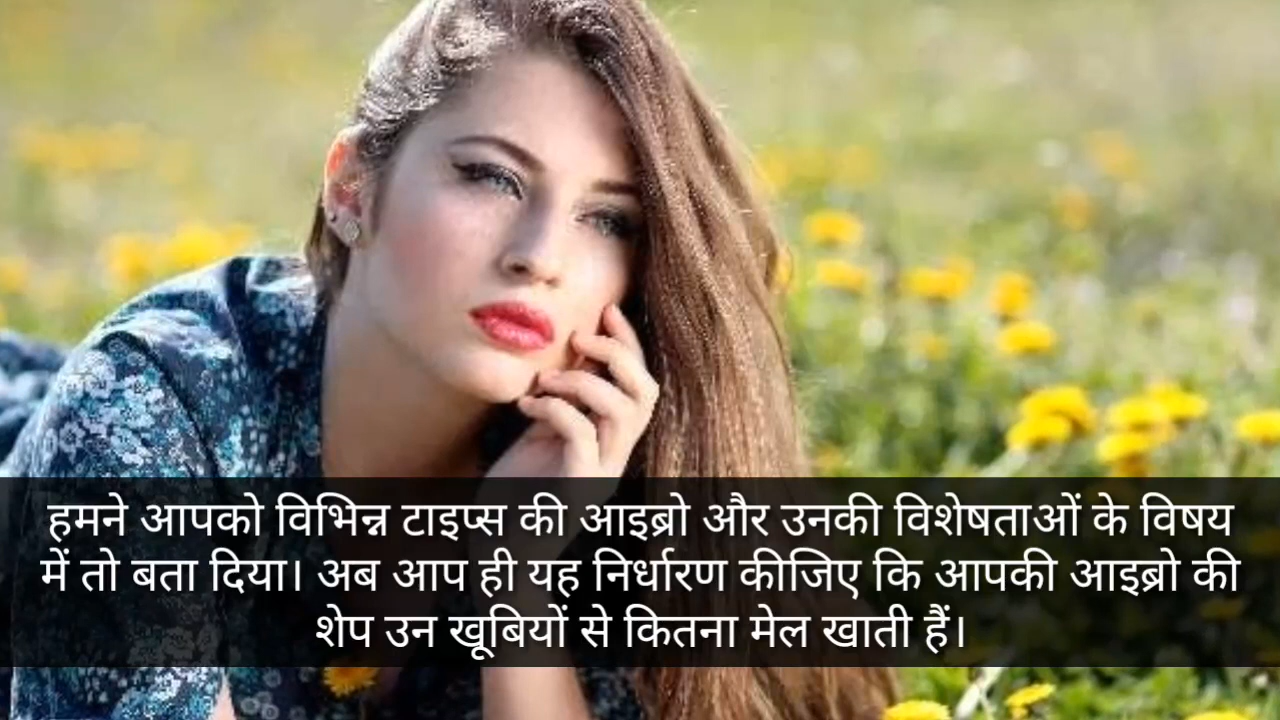 हमने आपको विभिन्न टाइप्स की आइब्रो और उनकी विशेषताओं के विषय
में तो बता दिया। अब आप ही यह निर्धारण कीजिए कि आपकी आइब्रो की
शेप उन खूबियों से कितना मेल खाती हैं।